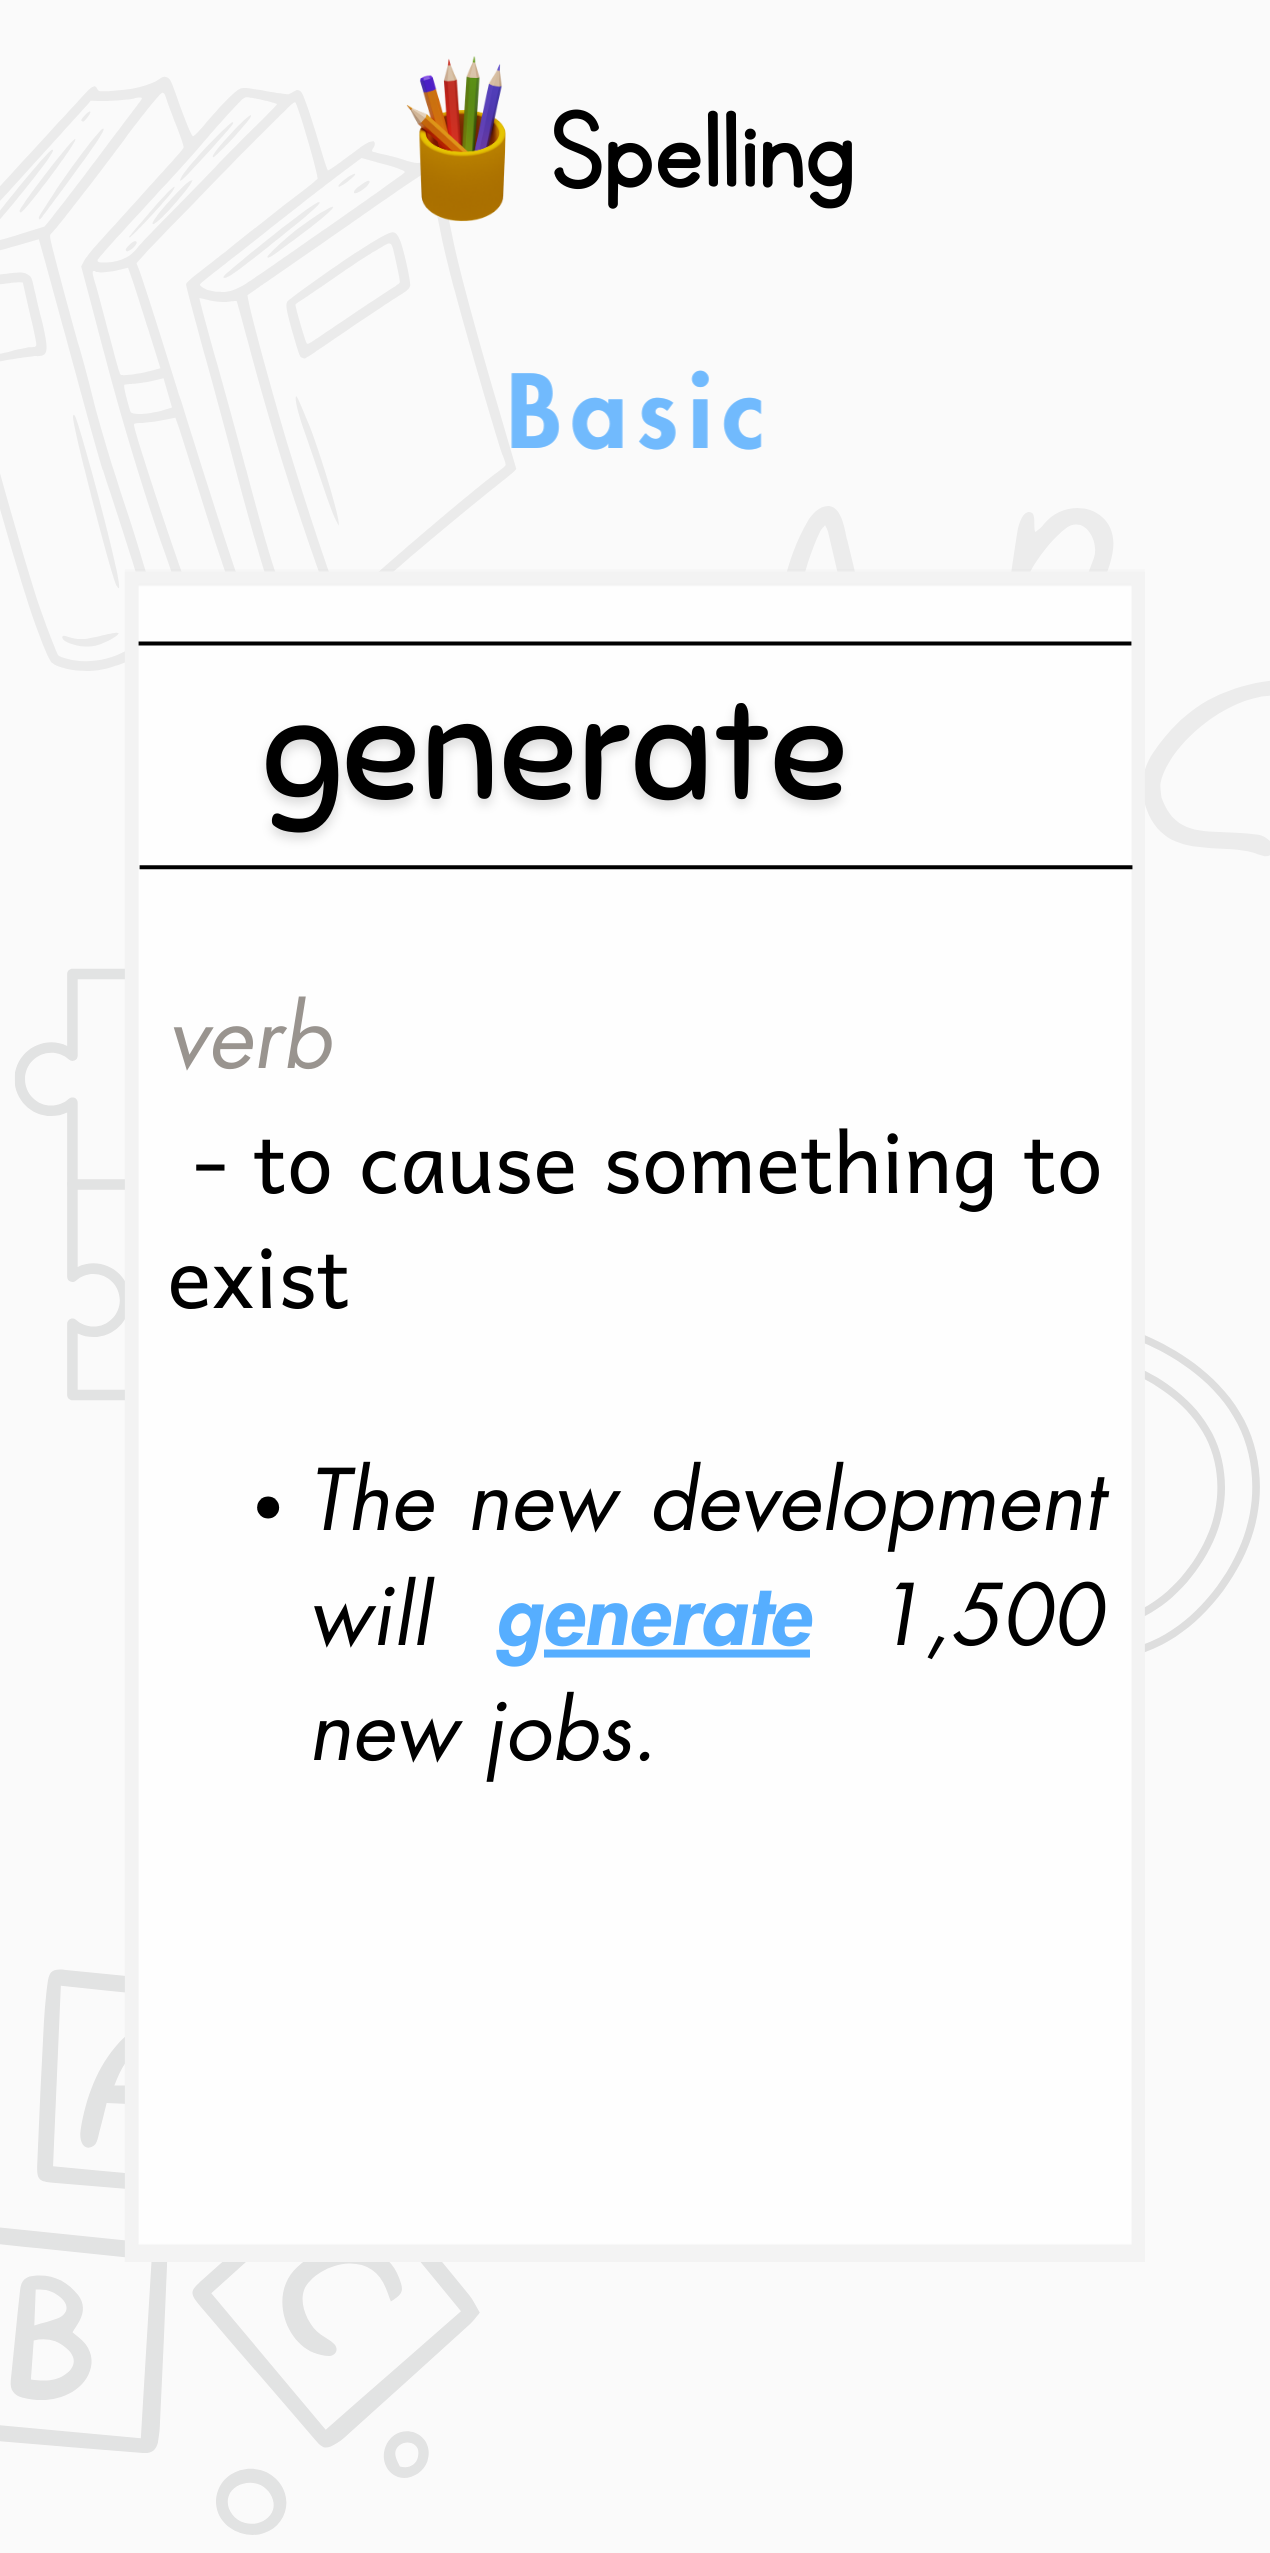 Spelling
Basic
generate
verb
- to cause something to
exist
• The new development
will generate 1,500
new jobs.
A
B
C